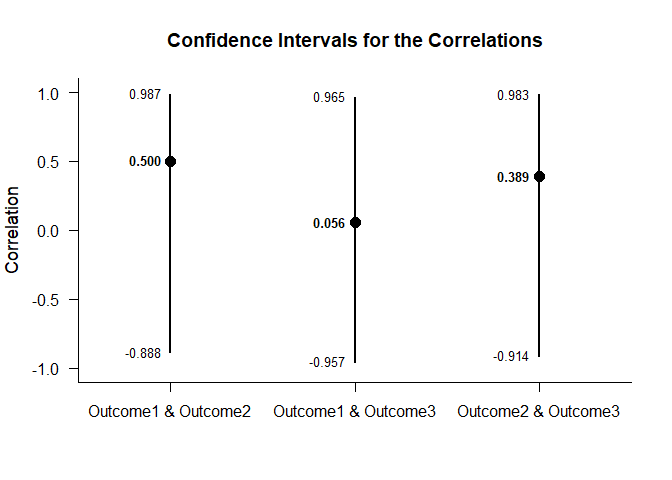 Confidence Intervals for the Correlations
Correlation
1.0
0.5
0.0
-0.5
-1.0
0.987
0.500
-0.888
0.965
0.056
-0.957
0.983
0.389
-0.914
Outcome1 & Outcome2
Outcome1 & Outcome3
Outcome2 & Outcome3